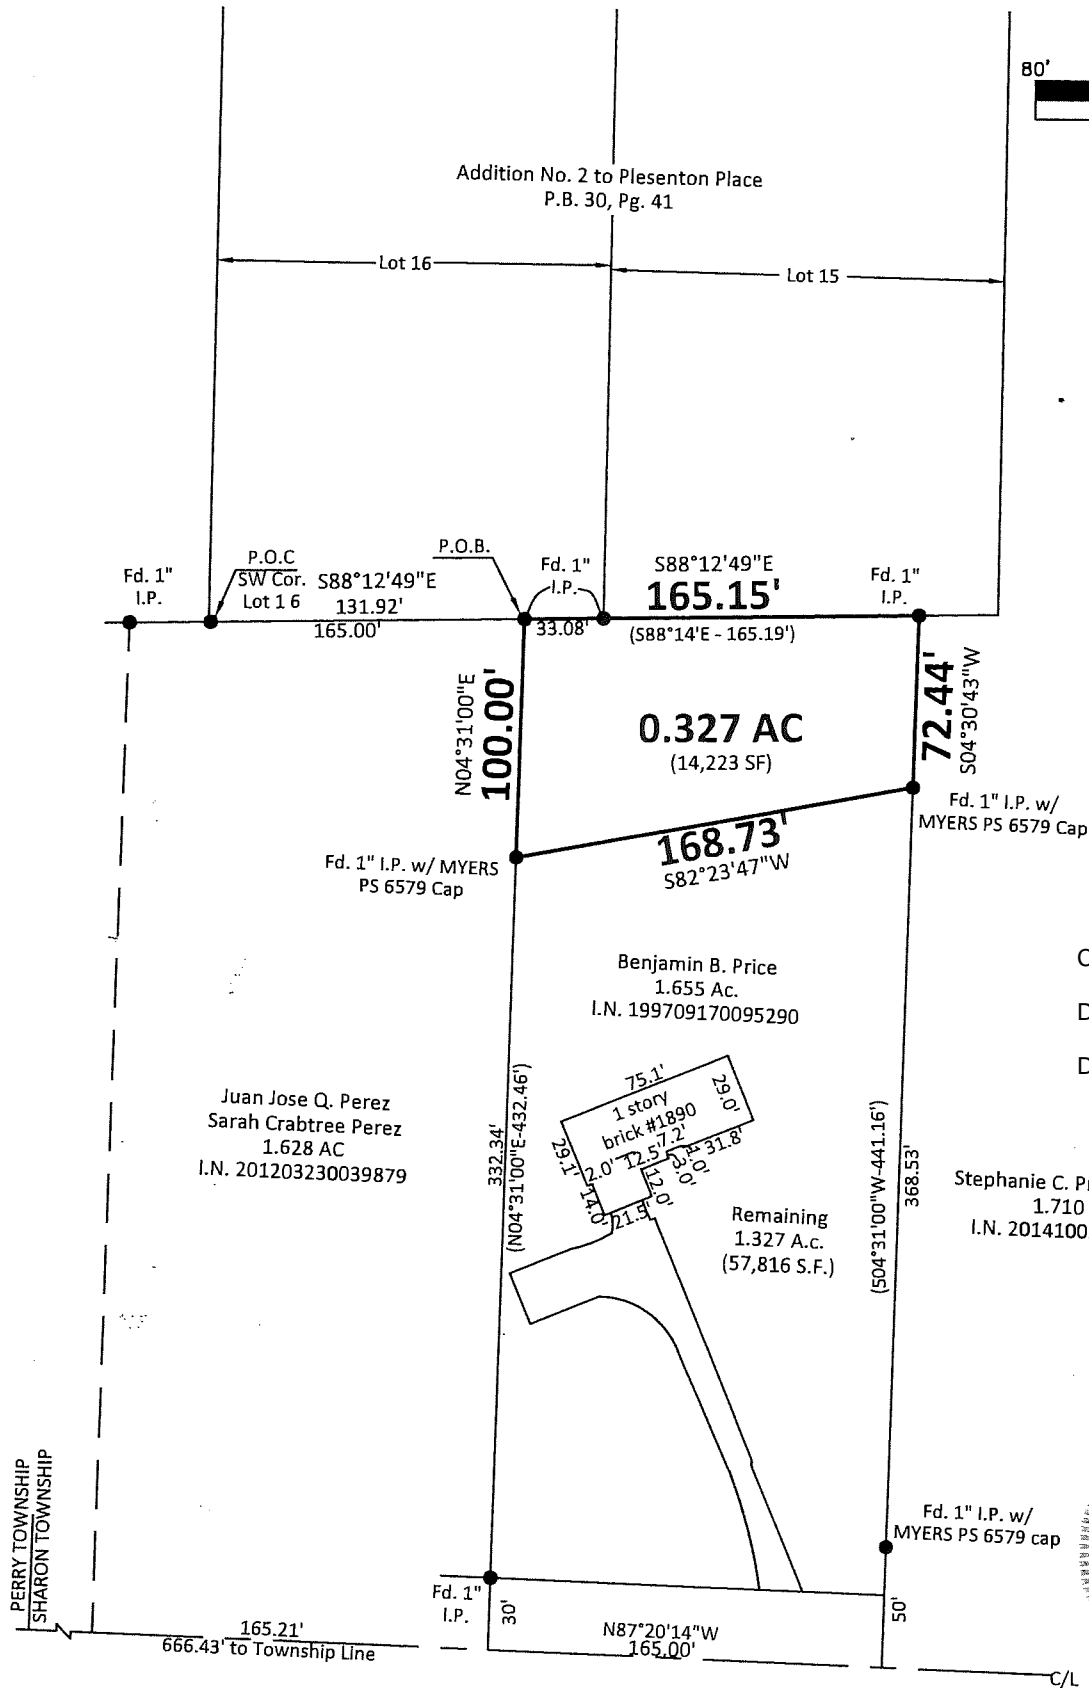 80'
Addition No. 2 to Plesenton Place
P.B. 30, Pg. 41
Lot 16
Lot 15
Fd. 1"
I.P.
P.O.C
SW Cor.
Lot 1 6
S88°12'49"E
131.92'
165.00'
P.O.B.
Fd. 1"
I.P.
33.08'
S88°12'49"E
165.15'
(S88°14'E - 165.19')
Fd. 1"
I.P.
N04°31'00"E
100.00'
0.327 AC
(14,223 SF)
72.44'
S04°30'43"W
Fd. 1" I.P. w/
MYERS PS 6579 Cap
168.73'
S82°23'47"W
Fd. 1" I.P. w/ MYERS
PS 6579 Cap
Benjamin B. Price
1.655 Ac.
I.N. 199709170095290
C
D
D
Juan Jose Q. Perez
Sarah Crabtree Perez
1.628 AC
I.N. 201203230039879
332.34'
(N04°31'00"E-432.46")
75.1'
29.0'
1 story
brick #1890
29.1'
2.0'
12.5'
7.2'
31.8'
4.0'
3.0'
12.0'
14.0'
21.5'
Remaining
1.327 A.c.
(57,816 S.F.)
(S04°31'00"W-441.16")
368.53'
Stephanie C. Pr
1.710
I.N. 2014100
Fd. 1" I.P. w/
MYERS PS 6579 cap
PERRY TOWNSHIP
SHARON TOWNSHIP
Fd. 1"
I.P.
30'
50'
165.21'
666.43' to Township Line
N87°20'14"W
165.00'
C/L